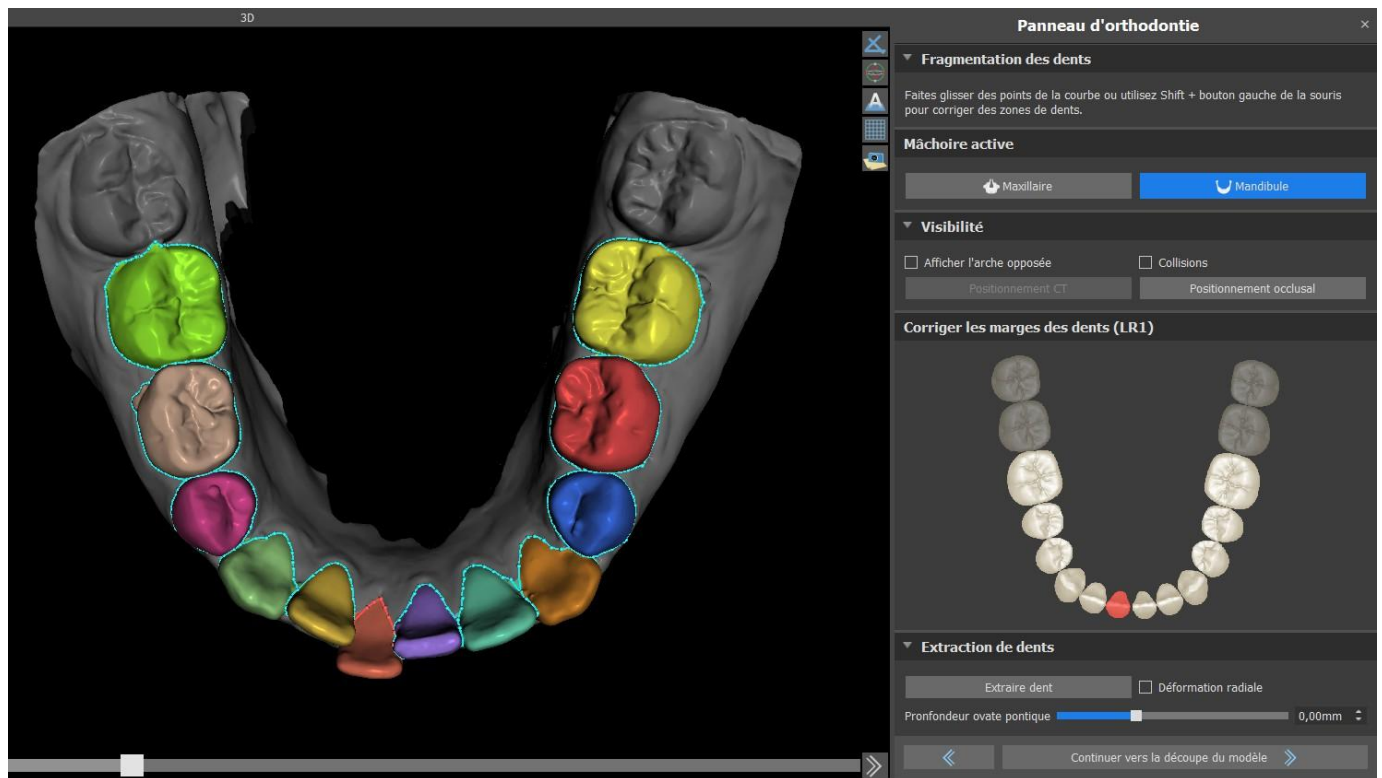 3D
Panneau d'orthodontie
Fragmentation des dents
Faites glisser des points de la courbe ou utilisez Shift + bouton gauche de la souris
pour corriger des zones de dents.
Mâchoire active
Maxillaire
Mandibule
Visibilité
Afficher l'arche opposée
Collisions
Positionnement CT
Positionnement occlusal
Corriger les marges des dents (LR1)
Extraction de dents
Extraire dent
Déformation radiale
Pronfondeur ovate pontique
0,00mm
Continuer vers la découpe du modèle